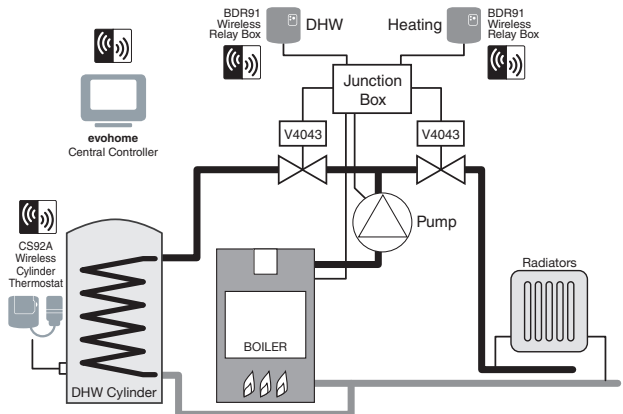 BDR91
Wireless
Relay Box
DHW
Heating
BDR91
Wireless
Relay Box
Junction
Box
evohome
Central Controller
V4043
V4043
Pump
CS92A
Wireless
Cylinder
Thermostat
Radiators
BOILER
DHW Cylinder